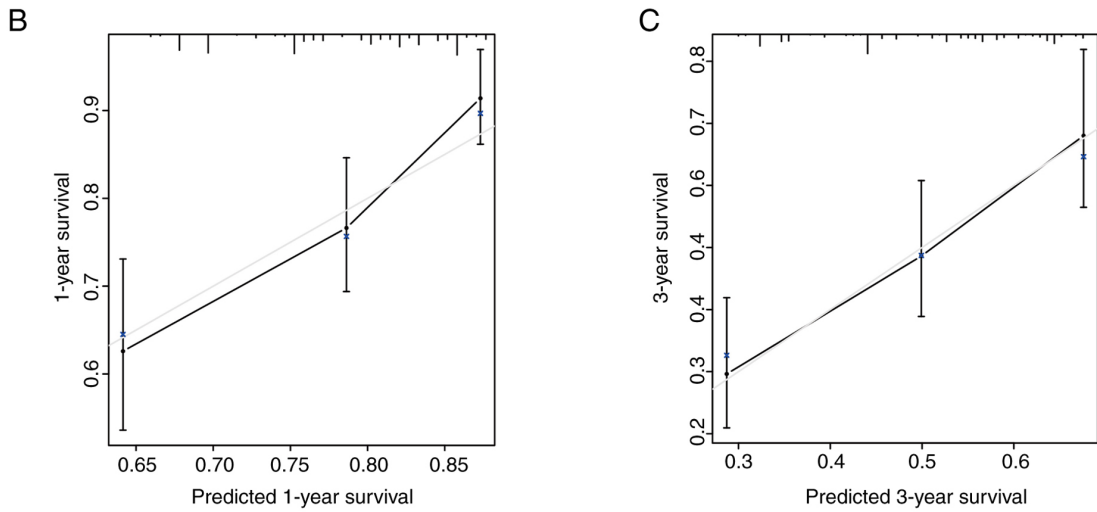 B
C
0.9
0.8
0.7
0.6
1-year survival
0.65 0.70 0.75 0.80 0.85
Predicted 1-year survival
0.8
0.7
0.6
0.4
0.4
0.3
0.2
3-year survival
0.3 0.4 0.5 0.6
Predicted 3-year survival